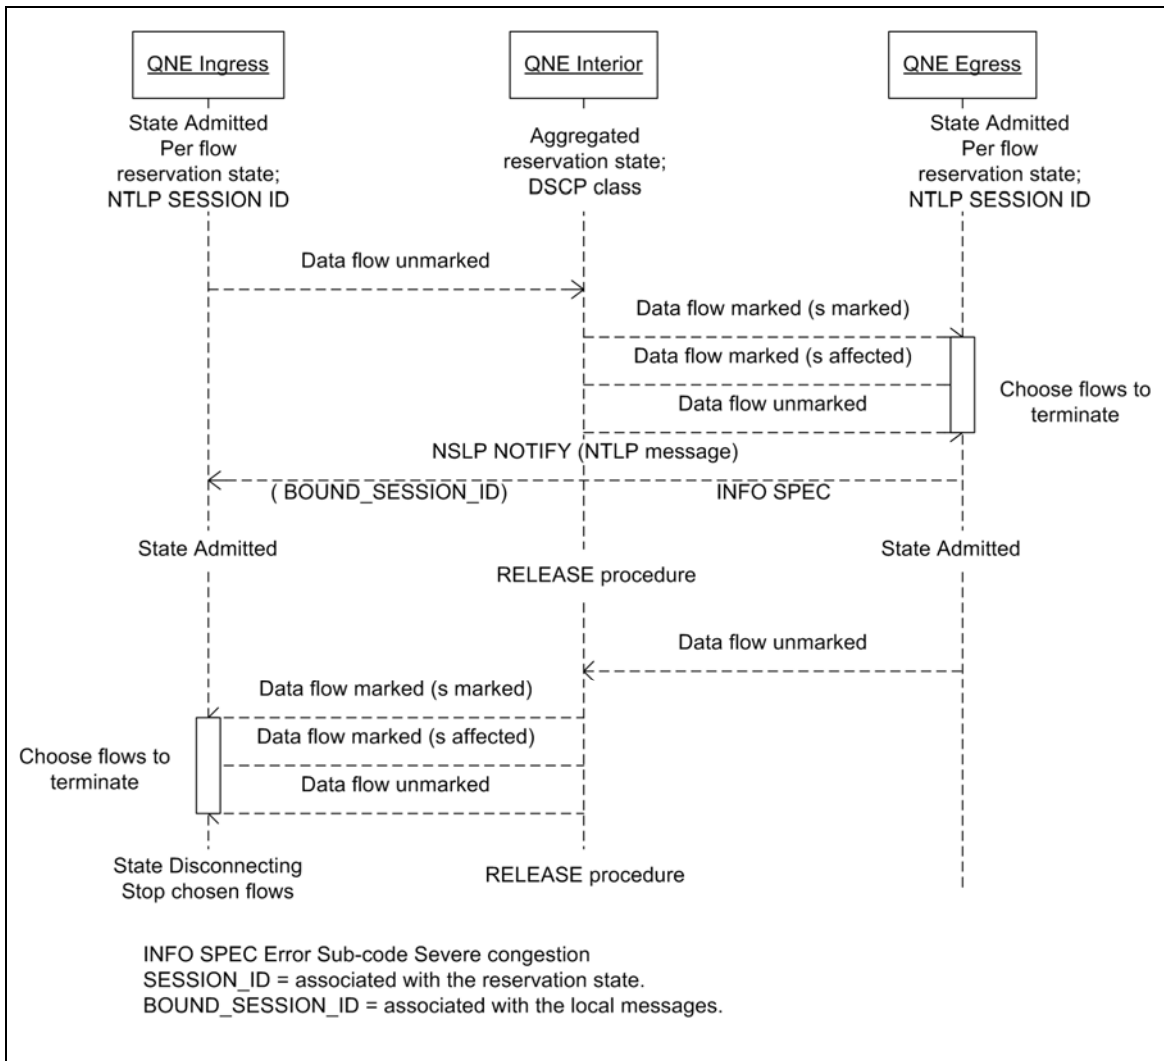 QNE Ingress
QNE Interior
QNE Egress
State Admitted
Per flow
reservation state;
NTLP SESSION ID
Aggregated
reservation state;
DSCP class
State Admitted
Per flow
reservation state;
NTLP SESSION ID
Data flow unmarked
Data flow marked (s marked)
Data flow marked (s affected)
Data flow unmarked
Choose flows to
terminate
NSLP NOTIFY (NTLP message)
( BOUND_SESSION_ID)
INFO SPEC
State Admitted
State Admitted
RELEASE procedure
Data flow unmarked
Data flow marked (s marked)
Data flow marked (s affected)
Data flow unmarked
Choose flows to
terminate
State Disconnecting
Stop chosen flows
RELEASE procedure
INFO SPEC Error Sub-code Severe congestion
SESSION_ID = associated with the reservation state.
BOUND_SESSION_ID = associated with the local messages.